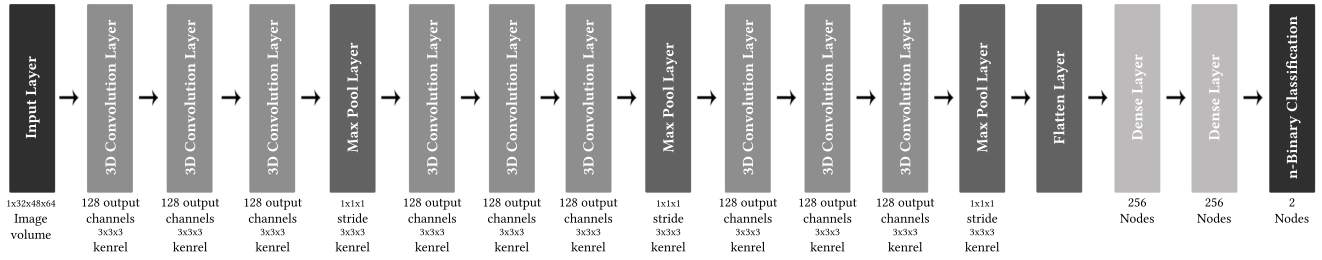 Input Layer
3D Convolution Layer
3D Convolution Layer
3D Convolution Layer
Max Pool Layer
3D Convolution Layer
3D Convolution Layer
3D Convolution Layer
Max Pool Layer
3D Convolution Layer
3D Convolution Layer
3D Convolution Layer
Max Pool Layer
Flatten Layer
Dense Layer
Dense Layer
n-Binary Classification
1x32x48x64
Image
volume
128 output
channels
3x3x3
kenrel
128 output
channels
3x3x3
kenrel
128 output
channels
3x3x3
kenrel
1x1x1
stride
3x3x3
kenrel
128 output
channels
3x3x3
kenrel
128 output
channels
3x3x3
kenrel
128 output
channels
3x3x3
kenrel
1x1x1
stride
3x3x3
kenrel
128 output
channels
3x3x3
kenrel
128 output
channels
3x3x3
kenrel
128 output
channels
3x3x3
kenrel
1x1x1
stride
3x3x3
kenrel
256
Nodes
256
Nodes
2
Nodes